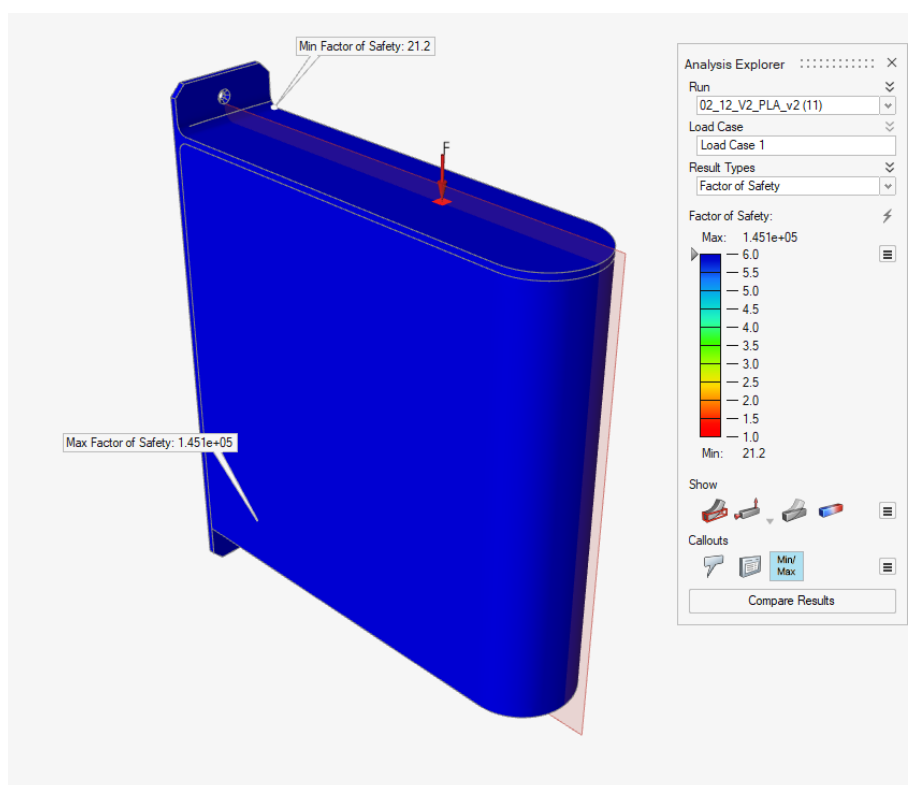 Min Factor of Safety: 21.2
F
Max Factor of Safety: 1.451e+05
Analysis Explorer
Run
02_12_V2_PLA_v2 (11)
Load Case
Load Case 1
Result Types
Factor of Safety
Factor of Safety:
Max: 1.451e+05
6.0
5.5
5.0
4.5
4.0
3.5
3.0
2.5
2.0
1.5
1.0
Min: 21.2
Show
Callouts
Min/
Max
Compare Results